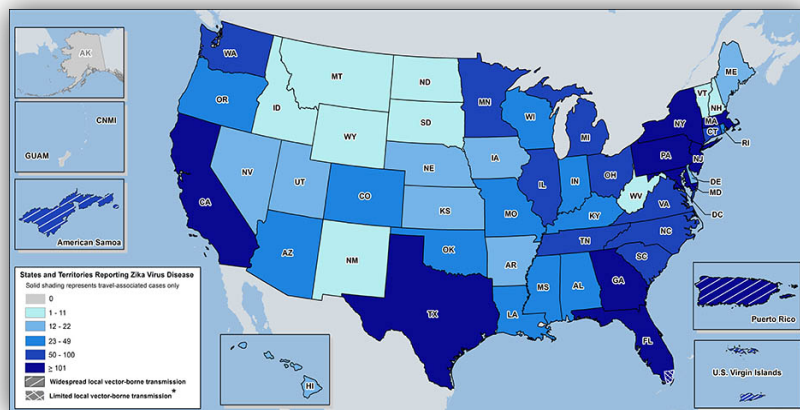 AK
CNMI
GUAM
American Samoa
WA
OR
CA
NV
ID
MT
WY
UT
AZ
CO
NM
ND
SD
NE
KS
OK
TX
MN
IA
MO
AR
LA
WI
IL
MI
IN
OH
KY
TN
MS
AL
GA
FL
SC
NC
VA
WV
PA
NY
VT
NH
ME
MA
CT
RI
NJ
DE
MD
DC
HI
Puerto Rico
U.S. Virgin Islands
States and Territories Reporting Zika Virus Disease
Solid shading represents travel-associated cases only
0
1 - 11
12 - 22
23 - 49
50 - 100
≥ 101
Widespread local vector-borne transmission
Limited local vector-borne transmission*